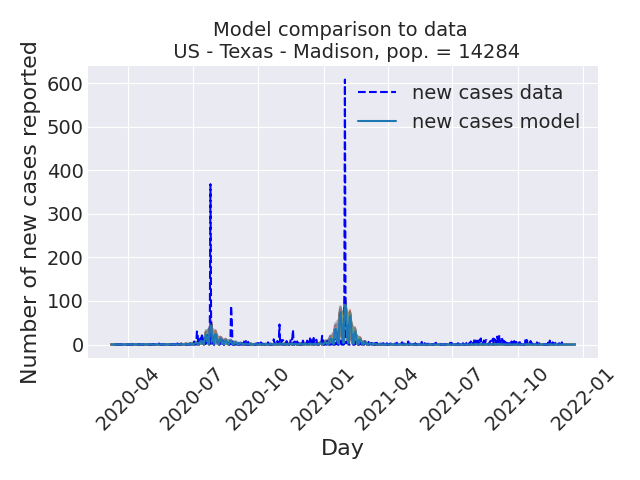 Model comparison to data
US - Texas - Madison, pop. = 14284
Number of new cases reported
600
500
400
300
200
100
0
new cases data
new cases model
2020-04
2020-07
2020-10
2021-01
2021-04
2021-07
2021-10
2022-01
Day